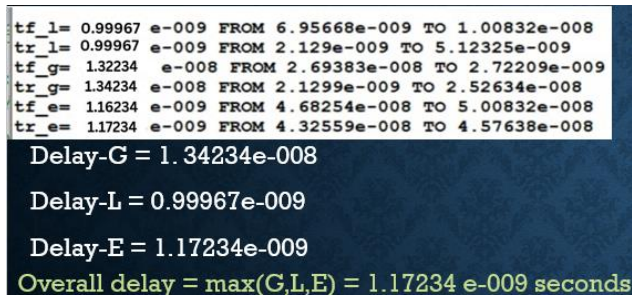 tf_l= 0.99967 e-009 FROM 6.95668e-009 TO 1.00832e-008
tr_l= 0.99967 e-009 FROM 2.129e-009 TO 5.12325e-009
tf_g= 1.32234 e-008 FROM 2.69383e-008 TO 2.72209e-009
tr_g= 1.34234 e-008 FROM 2.1299e-009 TO 2.52634e-008
tf_e= 1.16234 e-009 FROM 4.68254e-008 TO 5.00832e-008
tr_e= 1.17234 e-009 FROM 4.32559e-008 TO 4.57638e-008
Delay-G = 1. 34234e-008
Delay-L = 0.99967e-009
Delay-E = 1.17234e-009
Overall delay = max(G,L,E) = 1.17234 e-009 seconds